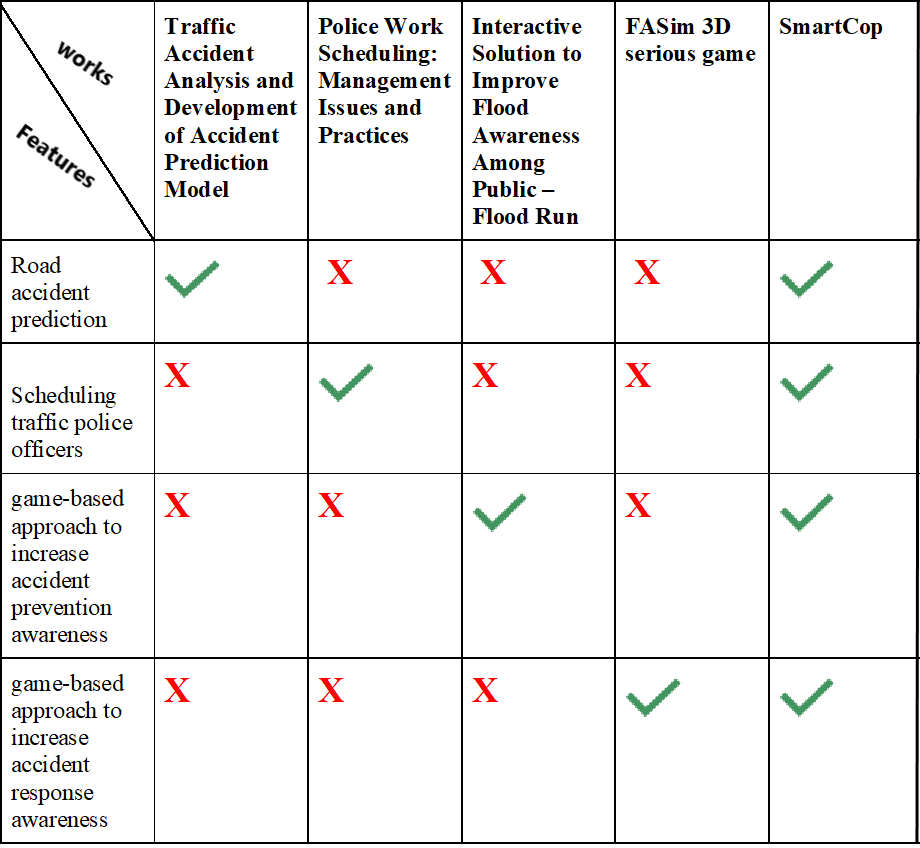 works
Features
Traffic
Accident
Analysis and
Development
of Accident
Prediction
Model
Police Work
Scheduling:
Management
Issues and
Practices
Interactive
Solution to
Improve
Flood
Awareness
Among
Public –
Flood Run
FASim 3D
serious game
SmartCop
Road
accident
prediction
X
X
X
Scheduling
traffic police
officers
X
X
X
game-based
approach to
increase
accident
prevention
awareness
X
X
X
game-based
approach to
increase
accident
response
awareness
X
X
X